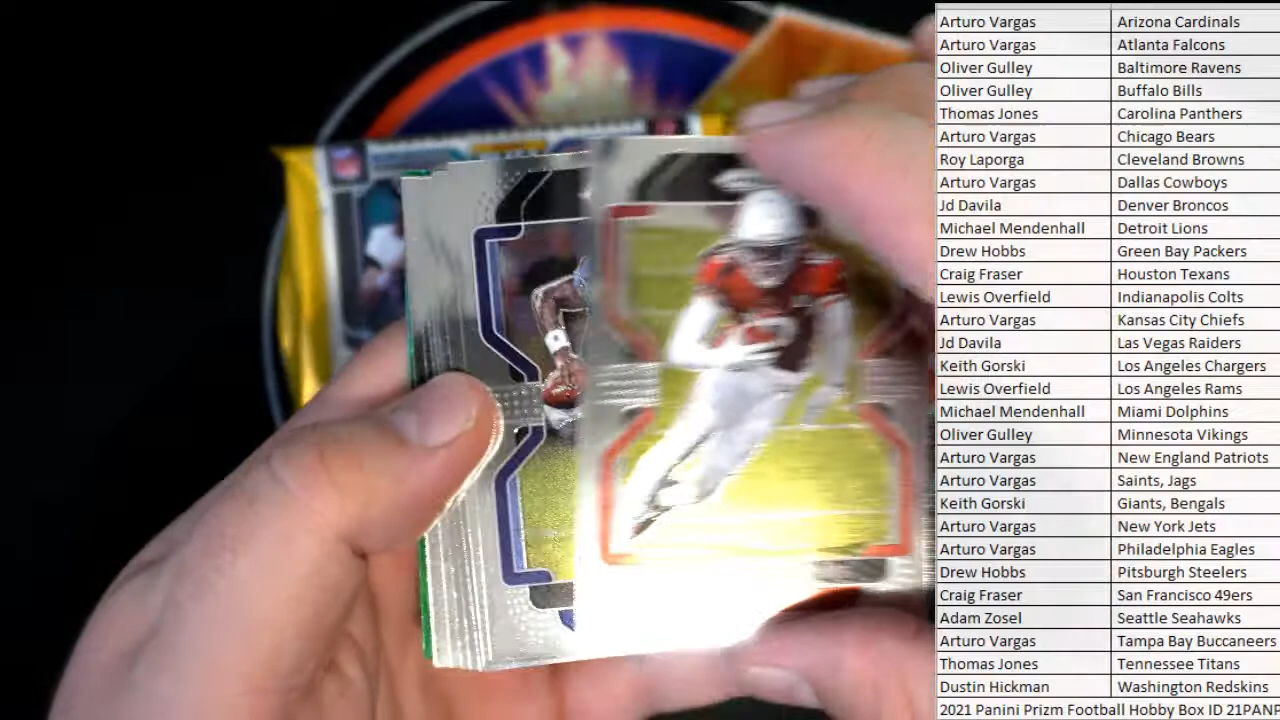 Arturo Vargas Arizona Cardinals
Arturo Vargas Atlanta Falcons
Oliver Gulley Baltimore Ravens
Oliver Gulley Buffalo Bills
Thomas Jones Carolina Panthers
Arturo Vargas Chicago Bears
Roy Laporga Cleveland Browns
Arturo Vargas Dallas Cowboys
Jd Davila Denver Broncos
Michael Mendenhall Detroit Lions
Drew Hobbs Green Bay Packers
Craig Fraser Houston Texans
Lewis Overfield Indianapolis Colts
Arturo Vargas Kansas City Chiefs
Jd Davila Las Vegas Raiders
Keith Gorski Los Angeles Chargers
Lewis Overfield Los Angeles Rams
Michael Mendenhall Miami Dolphins
Oliver Gulley Minnesota Vikings
Arturo Vargas New England Patriots
Arturo Vargas Saints, Jags
Keith Gorski Giants, Bengals
Arturo Vargas New York Jets
Arturo Vargas Philadelphia Eagles
Drew Hobbs Pitsburgh Steelers
Craig Fraser San Francisco 49ers
Adam Zosel Seattle Seahawks
Arturo Vargas Tampa Bay Buccaneers
Thomas Jones Tennessee Titans
Dustin Hickman Washington Redskins
2021 Panini Prizm Football Hobby Box ID 21PANP